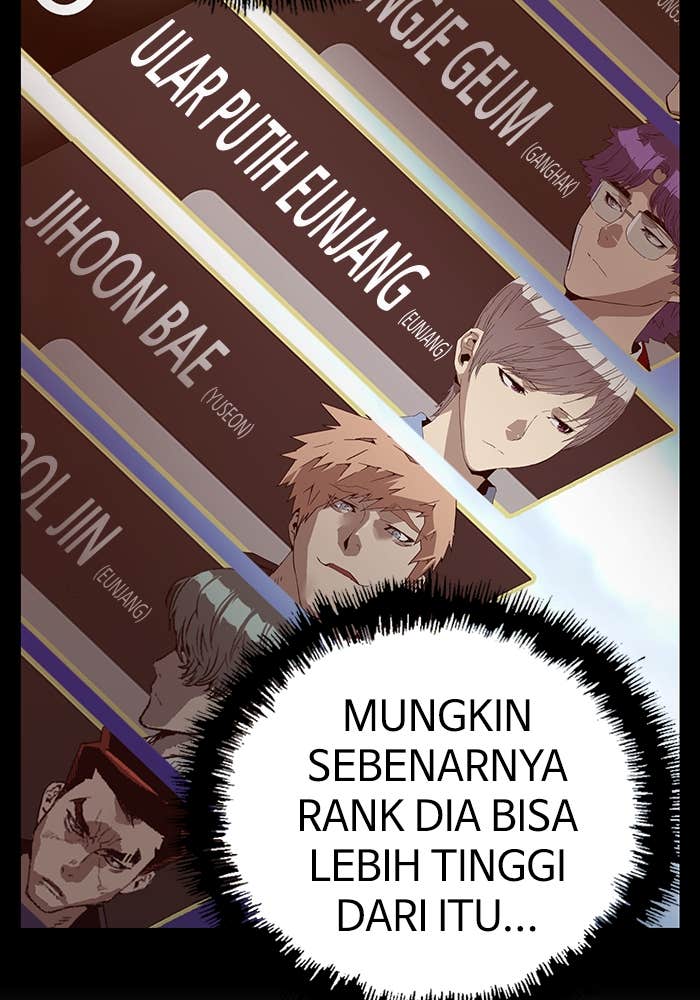 NGJE GEUM
(GANGHAK)
ULAR PUTIH EUNJANG
(EUNJANG)
JIHOON BAE
(YUSEON)
OOL JIN
(EUNJANG)
MUNGKIN
SEBENARNYA
RANK DIA BISA
LEBIH TINGGI
DARI ITU...